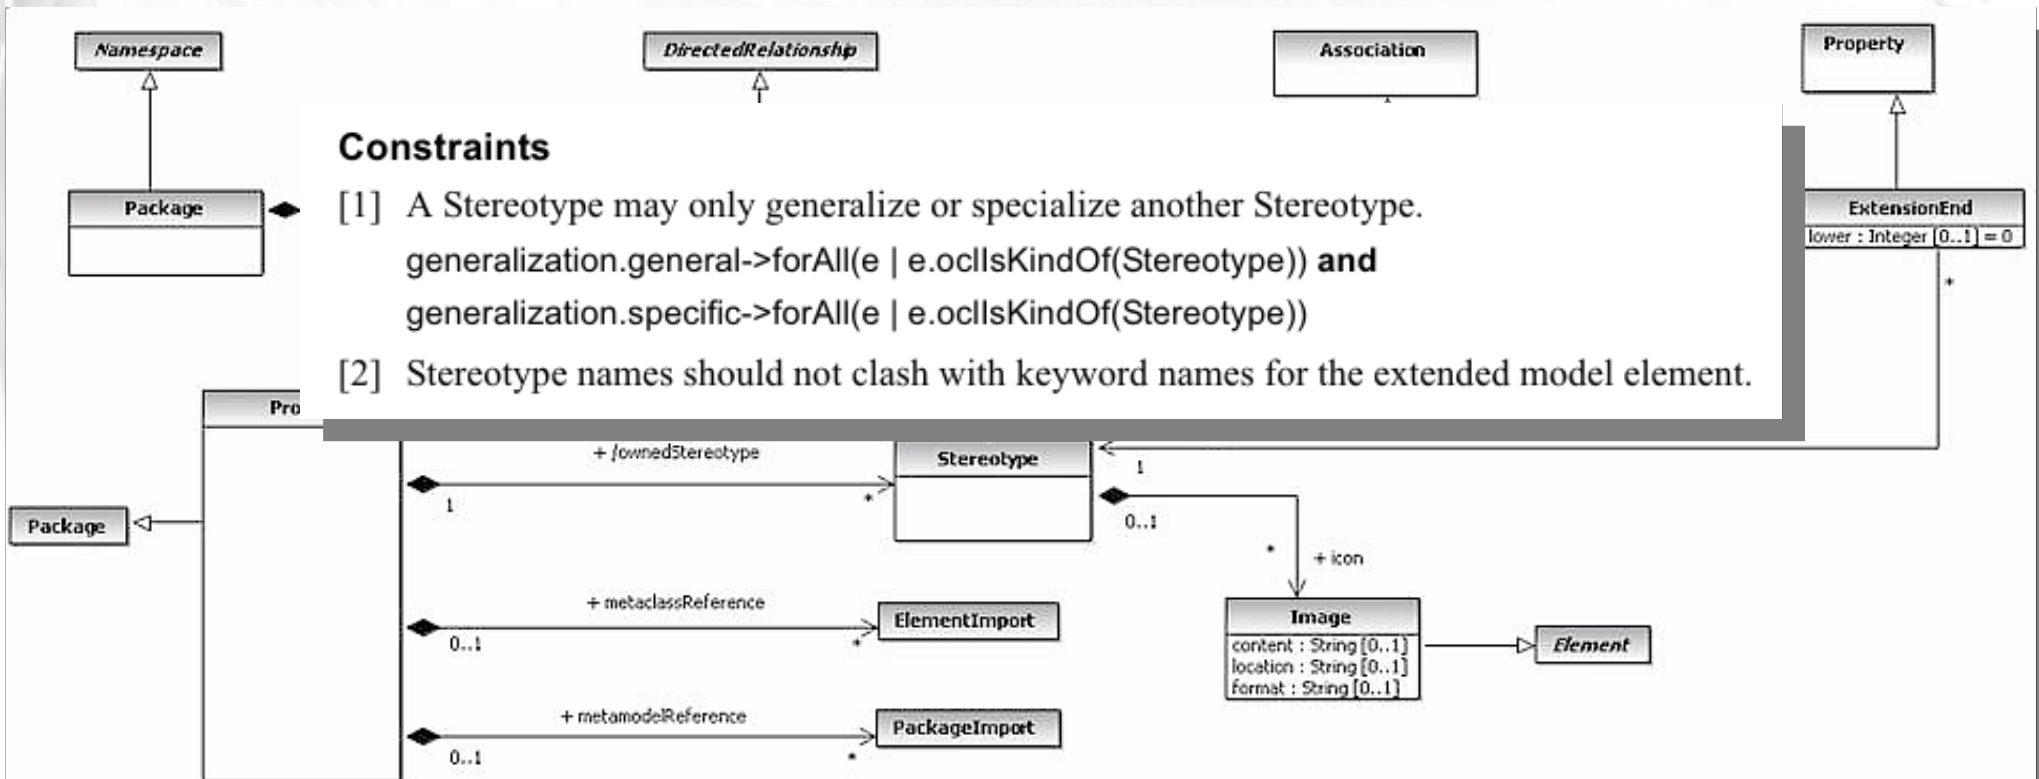 Namespace
DirectedRelationship
Association
Property
Constraints
[1] A Stereotype may only generalize or specialize another Stereotype.
generalization.general->forAll(e | e.oclIsKindOf(Stereotype)) and
generalization.specific->forAll(e | e.oclIsKindOf(Stereotype))
[2] Stereotype names should not clash with keyword names for the extended model element.
Package
ExtensionEnd
lower : Integer [0..1] = 0
*
Pro
+ /ownedStereotype
1
*
Stereotype
1
0..1
Package
*
+ icon
+ metaclassReference
0..1
*
ElementImport
Image
content : String [0..1]
location : String [0..1]
format : String [0..1]
Element
+ metamodelReference
0..1
*
PackageImport